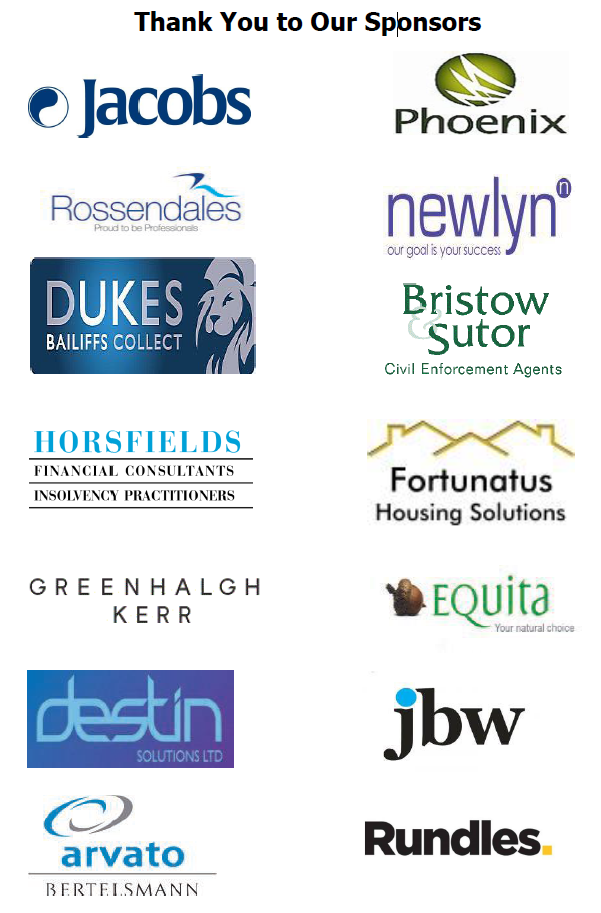 Thank You to Our Sponsors
Jacobs
Phoenix
Rossendales
Proud to be Professionals
newlyn n
our goal is your success
DUKES
BAILIFFS COLLECT
Bristow
& Sutor
Civil Enforcement Agents
HORSFIELDS
FINANCIAL CONSULTANTS
INSOLVENCY PRACTITIONERS
Fortunatus
Housing Solutions
GREENHALGH
KERR
EQuita
Your natural choice
destin
SOLUTIONS LTD
jbw
arvato
BERTELSMANN
Rundles.